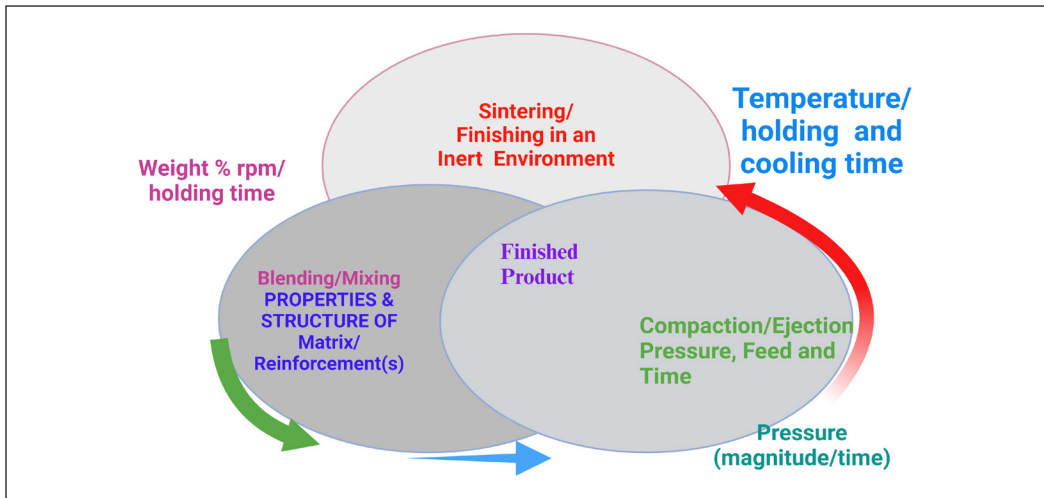 Sintering/
Finishing in an
Inert Environment
Temperature/
holding and
cooling time
Weight % rpm/
holding time
Blending/Mixing
PROPERTIES &
STRUCTURE OF
Matrix/
Reinforcement(s)
Finished
Product
Compaction/Ejection
Pressure, Feed and
Time
Pressure
(magnitude/time)